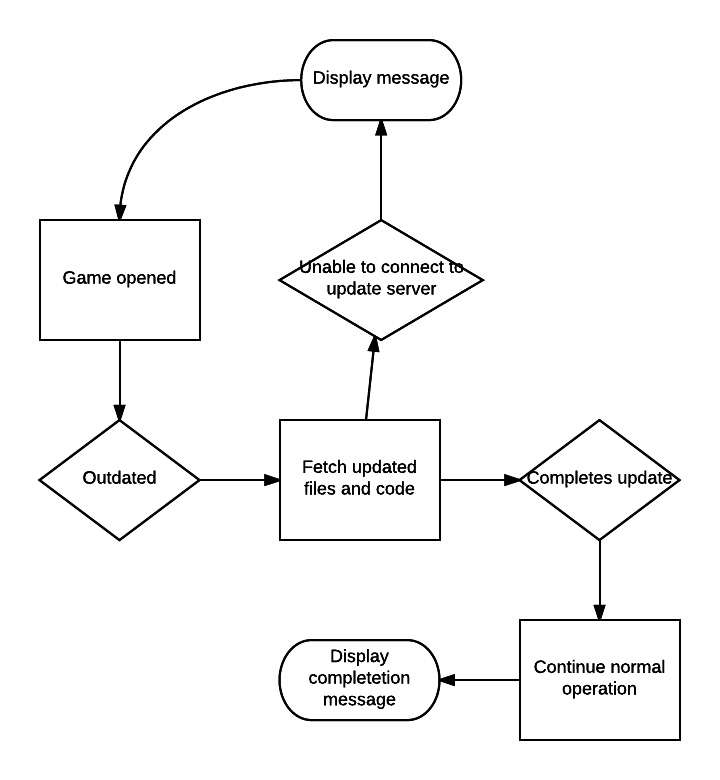 Display message
Game opened
Unable to connect to
update server
Outdated
Fetch updated
files and code
Completes update
Continue normal
operation
Display
completetion
message